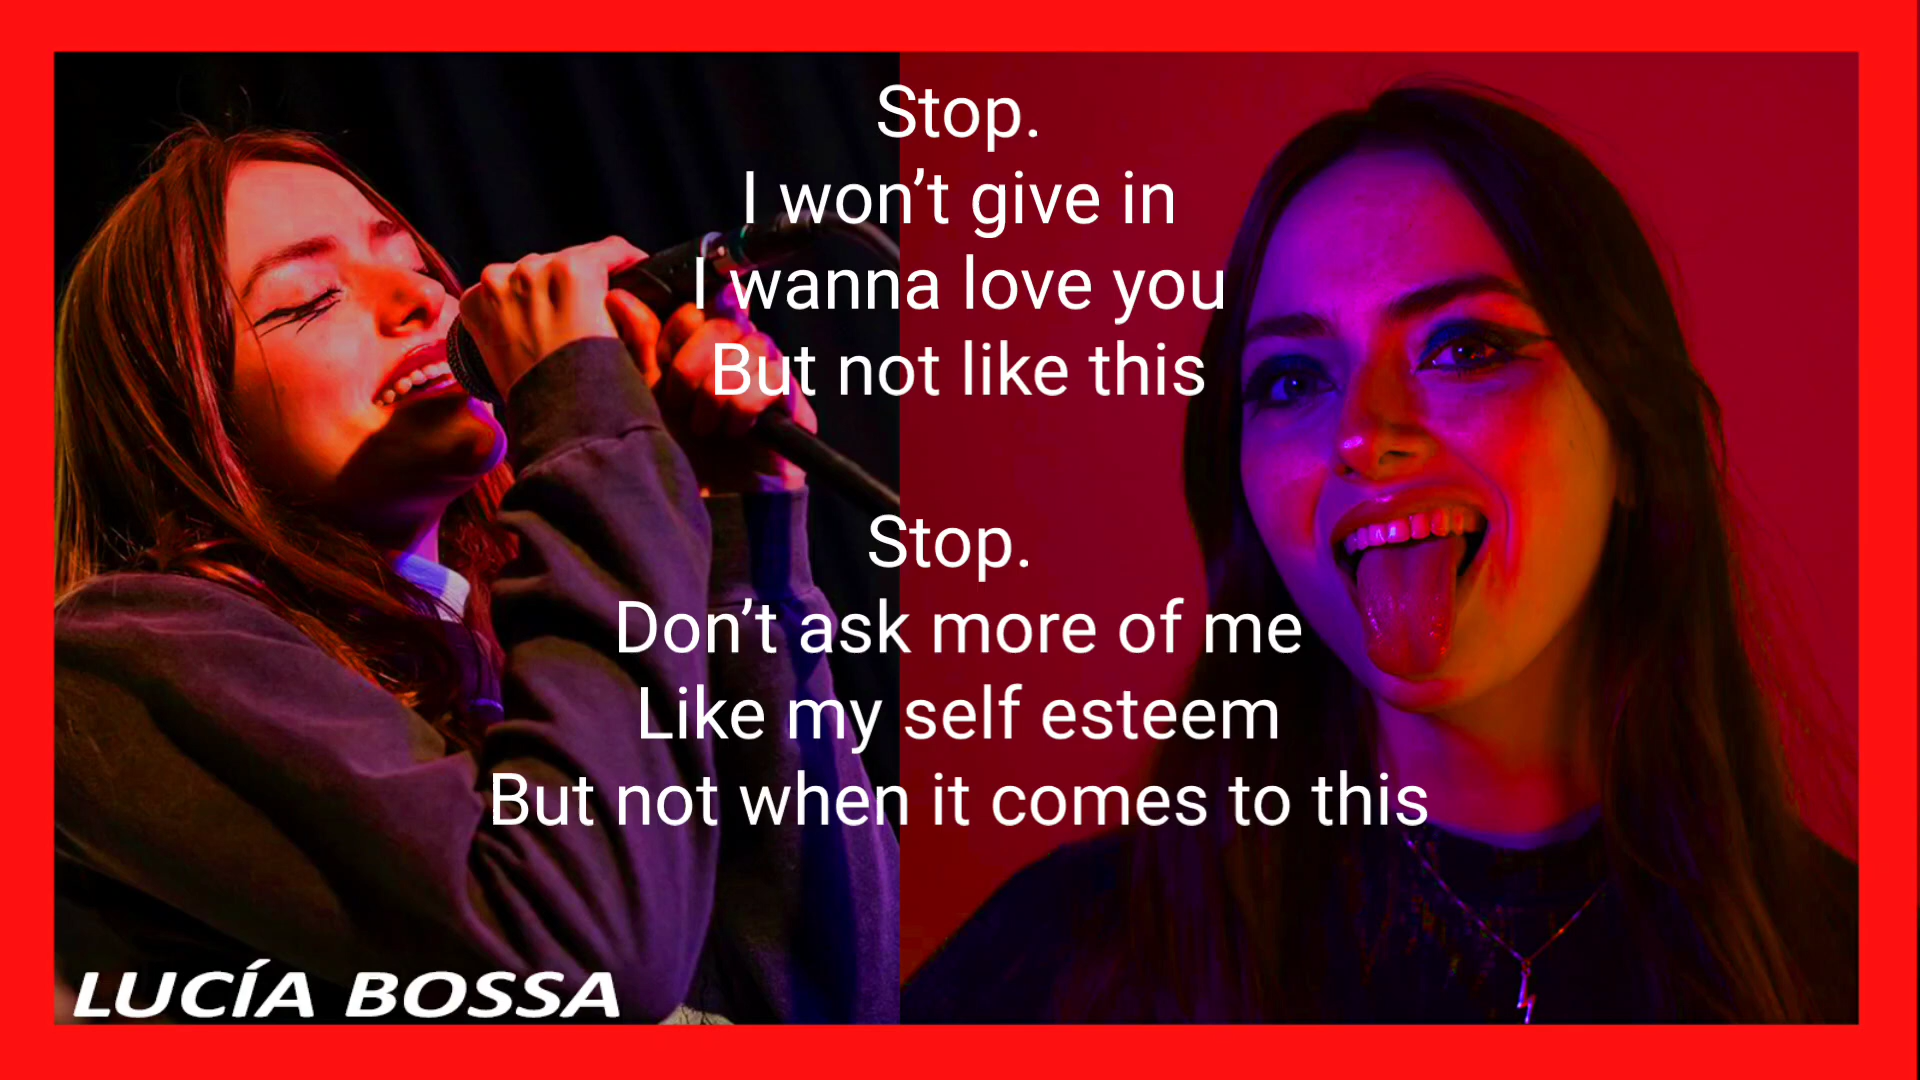 Stop.
I won’t give in
I wanna love you
But not like this
Stop.
Don’t ask more of me
Like my self esteem
But not when it comes to this
LUCÍA BOSSA